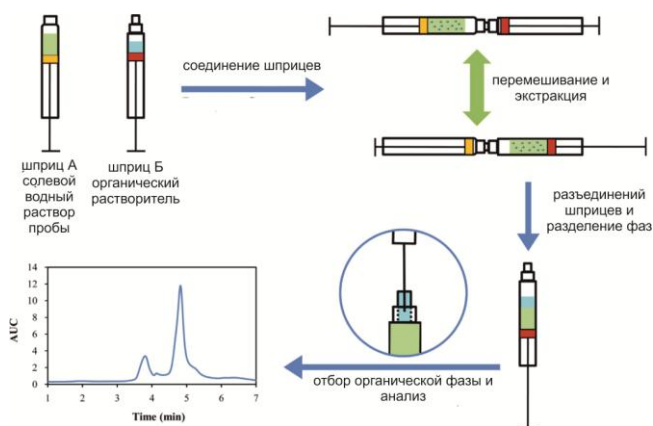 соединение шприцев
перемешивание и
экстракция
шприц А
солевой
водный
раствор
пробы
шприц Б
органический
растворитель
разъединений
шприцев и
разделение фаз
отбор органической фазы и
анализ
14
12
10
8
6
4
2
0
AUC
1 2 3 4 5 6 7
Time (min)